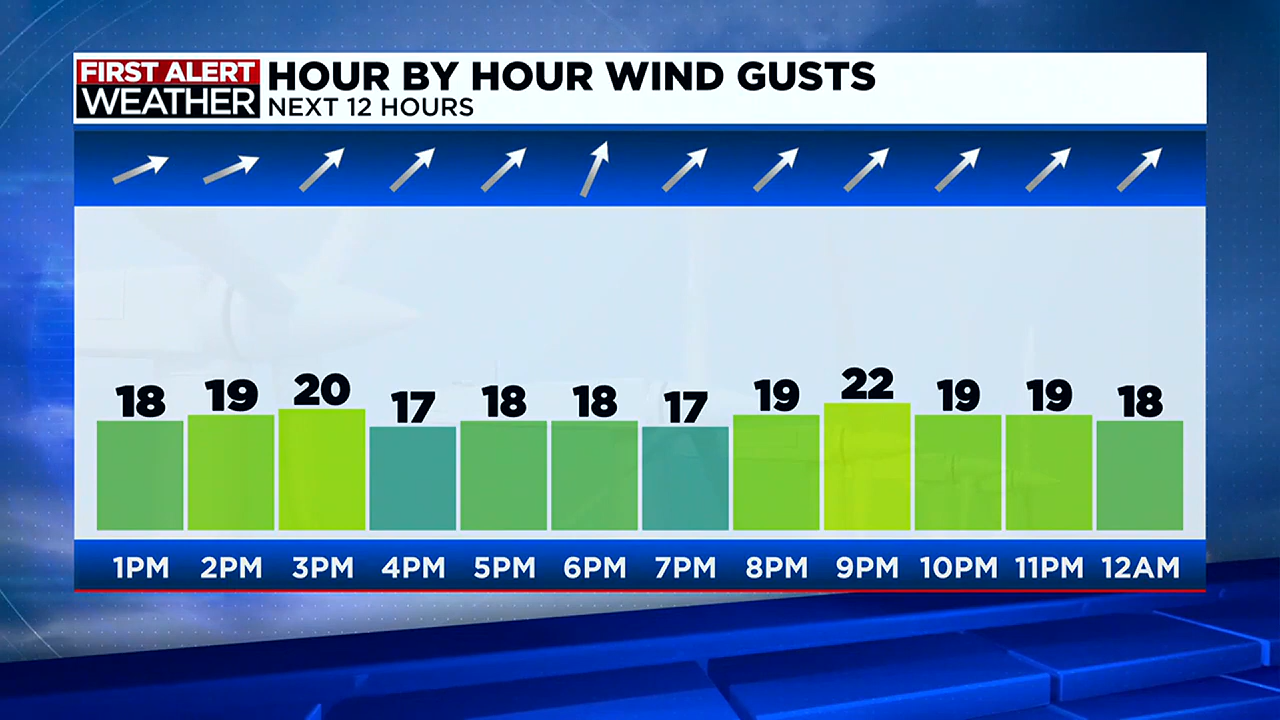 FIRST ALERT
WEATHER
HOUR BY HOUR WIND GUSTS
NEXT 12 HOURS
18 19 20 17 18 18 17 19 22 19 19 18
1PM 2PM 3PM 4PM 5PM 6PM 7PM 8PM 9PM 10PM 11PM 12AM